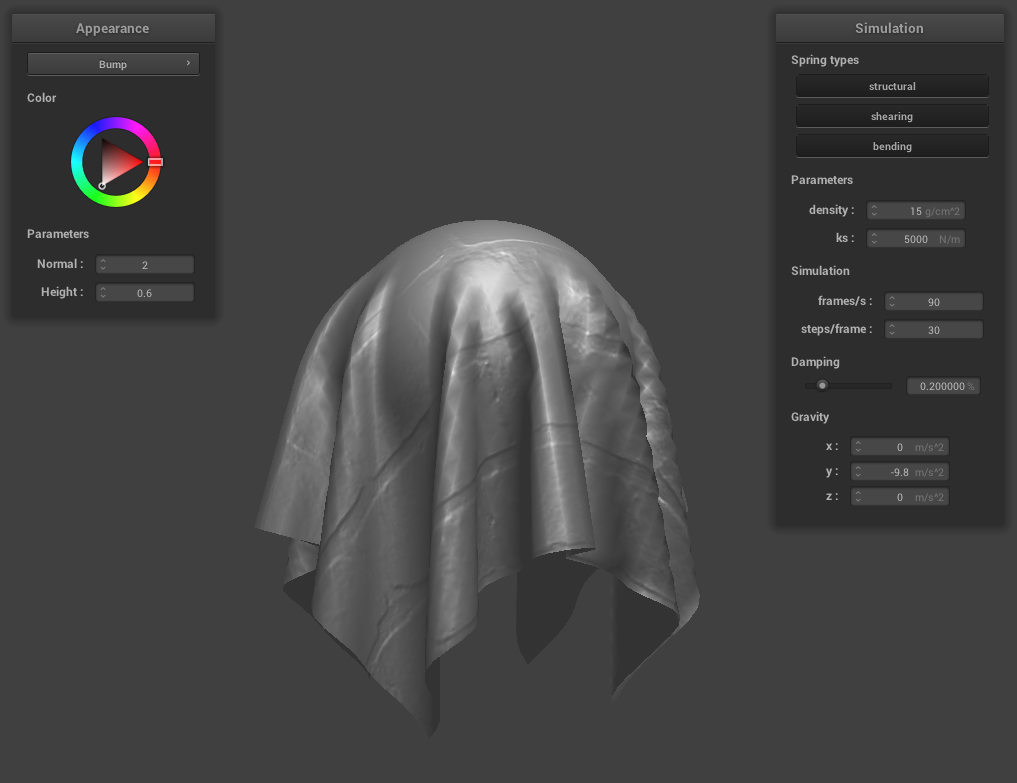 Appearance
Bump ›
Color
Parameters
Normal : 2
Height : 0.6
Simulation
Spring types
structural
shearing
bending
Parameters
density : 15 g/cm^2
ks : 5000 N/m
Simulation
frames/s : 90
steps/frame : 30
Damping
0.200000 %
Gravity
x : 0 m/s^2
y : -9.8 m/s^2
z : 0 m/s^2